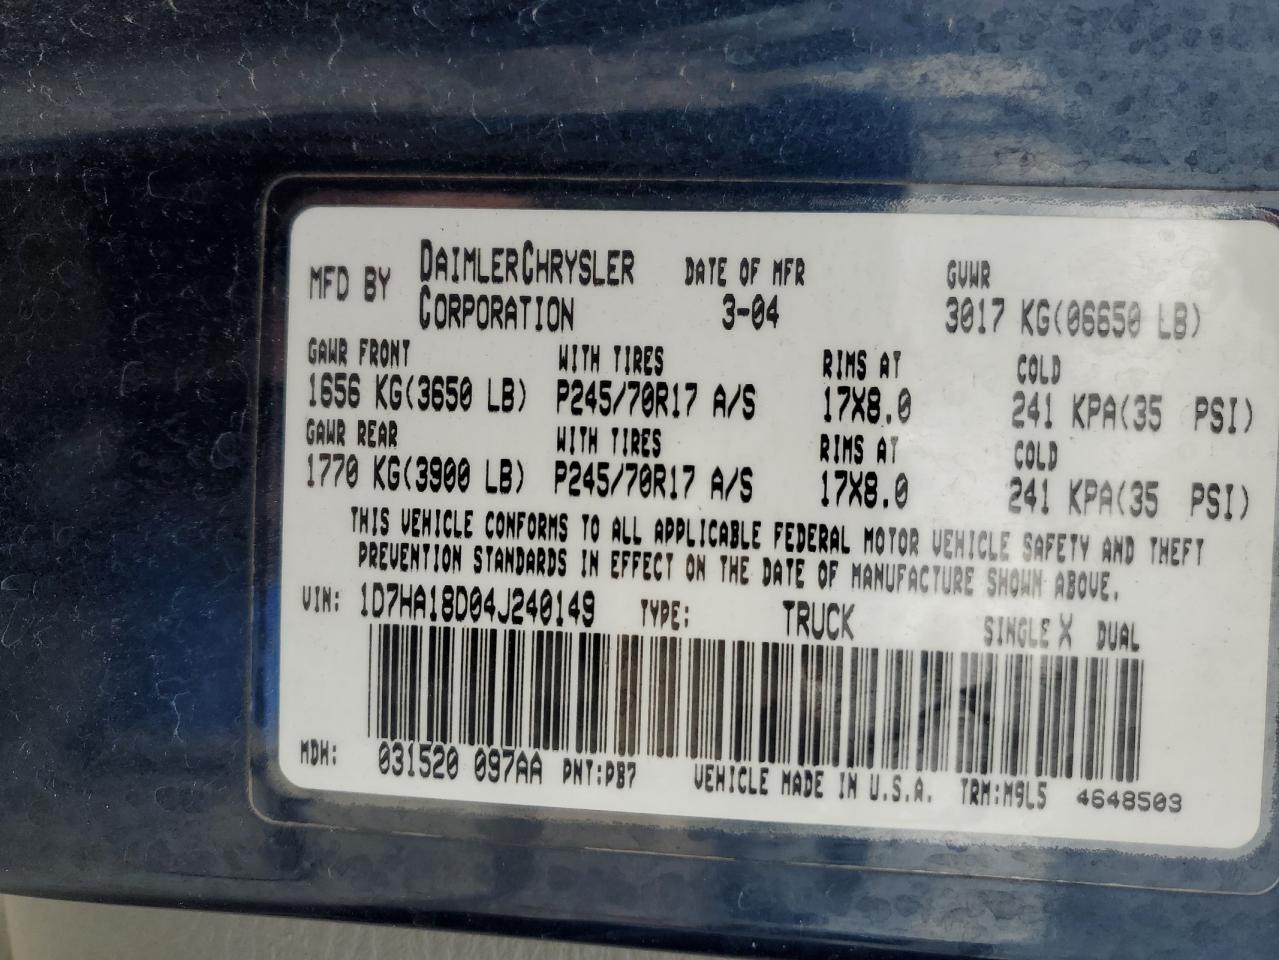 MFD BY DAIMLERCHRYSLER CORPORATION DATE OF MFR 3-04 GVWR 3017 KG(06650 LB)
GAWR FRONT WITH TIRES RIMS AT COLD
1656 KG(3650 LB) P245/70R17 A/S 17X8.0 241 KPA(35 PSI)
GAWR REAR WITH TIRES RIMS AT COLD
1770 KG(3900 LB) P245/70R17 A/S 17X8.0 241 KPA(35 PSI)
THIS VEHICLE CONFORMS TO ALL APPLICABLE FEDERAL MOTOR VEHICLE SAFETY AND THEFT
PREVENTION STANDARDS IN EFFECT ON THE DATE OF MANUFACTURE SHOWN ABOVE.
VIN: 1D7HA18D04J240149 TYPE: TRUCK SINGLE X DUAL
MDH: 031520 097AA PNT:PB7 VEHICLE MADE IN U.S.A. TRM:M9L5 4648503